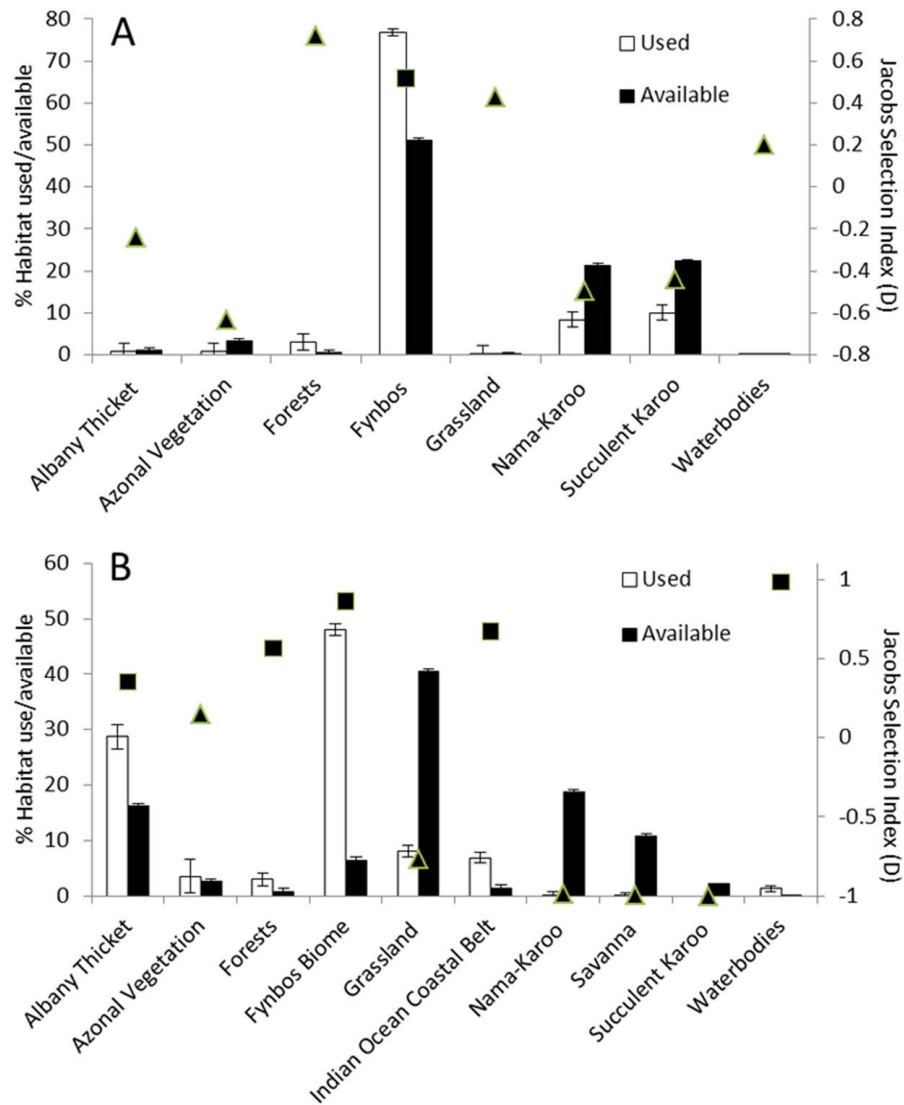 A
80
70
60
50
40
30
20
10
0
% Habitat used/available
0.8
0.6
0.4
0.2
0
-0.2
-0.4
-0.6
-0.8
Jacobs Selection Index (D)
Used
Available
Albany Thicket
Azonal Vegetation
Forests
Fynbos
Grassland
Nama-Karoo
Succulent Karoo
Waterbodies
B
60
50
40
30
20
10
0
% Habitat use/available
1
0.5
0
-0.5
-1
Jacobs Selection Index (D)
Used
Available
Albany Thicket
Azonal Vegetation
Forests
Fynbos Biome
Grassland
Indian Ocean Coastal Belt
Nama-Karoo
Savanna
Succulent Karoo
Waterbodies